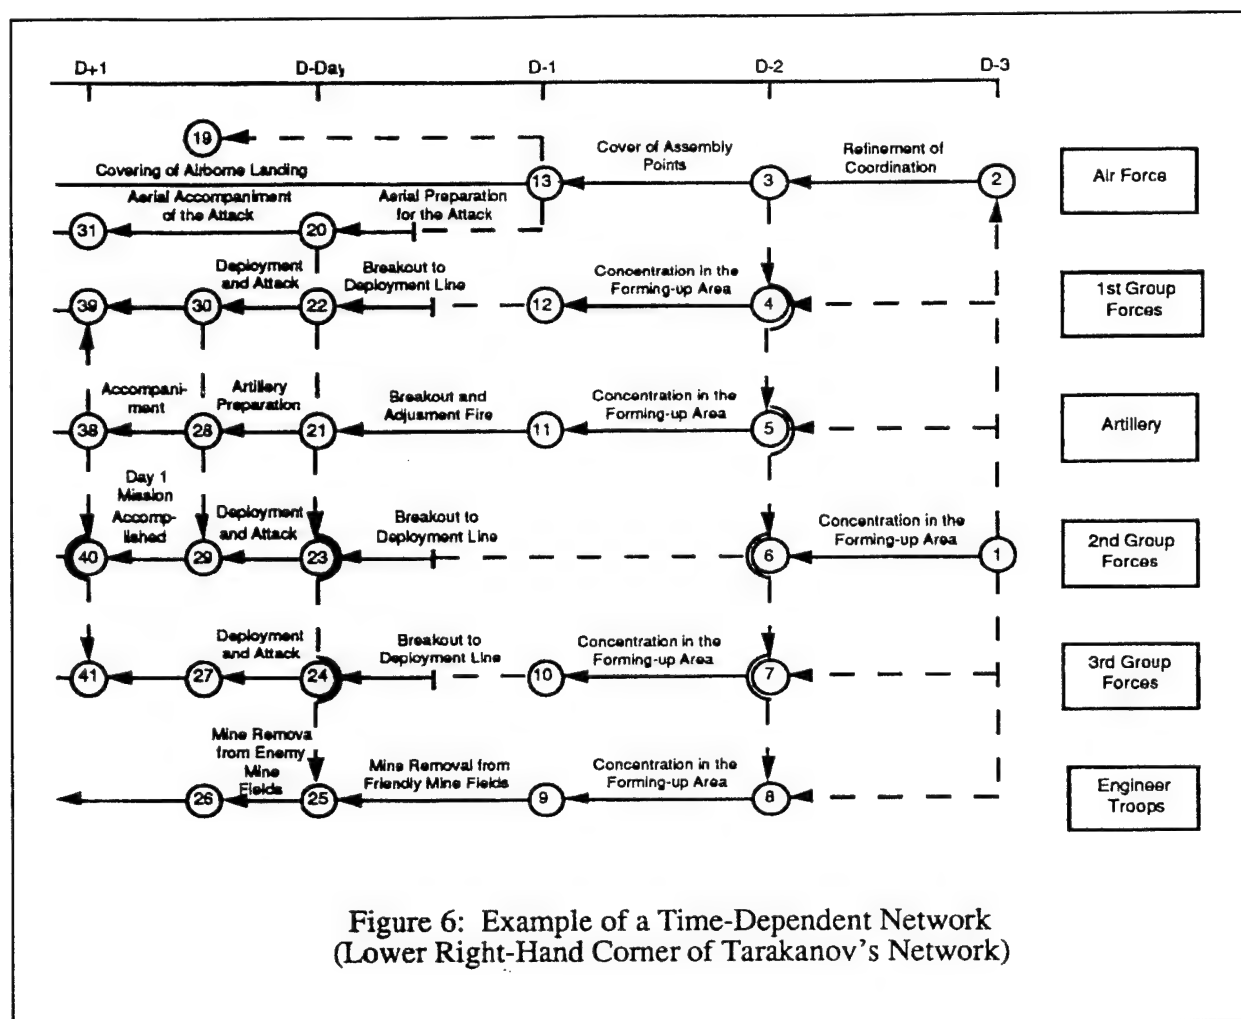 D+1 D-Day D-1 D-2 D-3
19
Covering of Airborne Landing
13
Cover of Assembly
Points
3
Refinement of
Coordination
2
Air Force
Aerial Accompaniment
of the Attack
Aerial Preparation
for the Attack
31
20
Deployment
and Attack
Breakout to
Deployment Line
Concentration in the
Forming-up Area
39
30
22
12
4
1st Group
Forces
Accompani-
ment
Artillery
Preparation
Breakout and
Adjusment Fire
Concentration in the
Forming-up Area
38
28
21
11
5
Artillery
Day 1
Mission
Accomp-
lished
Deployment
and Attack
Breakout to
Deployment Line
Concentration in the
Forming-up Area
40
29
23
6
1
2nd Group
Forces
Deployment
and Attack
Breakout to
Deployment Line
Concentration in the
Forming-up Area
41
27
24
10
7
3rd Group
Forces
Mine Remova
from Enemy
Mine
Fields
Mine Removal from
Friendly Mine Fields
Concentration in the
Forming-up Area
26
25
9
8
Engineer
Troops
Figure 6: Example of a Time-Dependent Network
(Lower Right-Hand Corner of Tarakanov's Network)